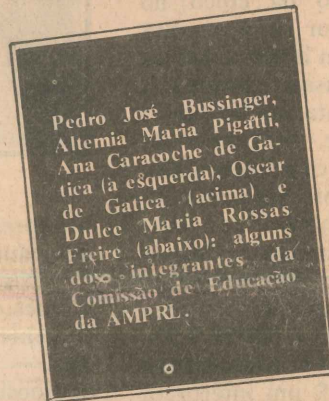 Pedro José Bussinger,
Altemia Maria Pigatti,
Ana Caracoche de Ga-
tica (à esquerda), Oscar
de Gatica (acima) e
Dulce Maria Rossas
Freire (abaixo): alguns
dos integrantes da
Comissão de Educação
da AMPRL.